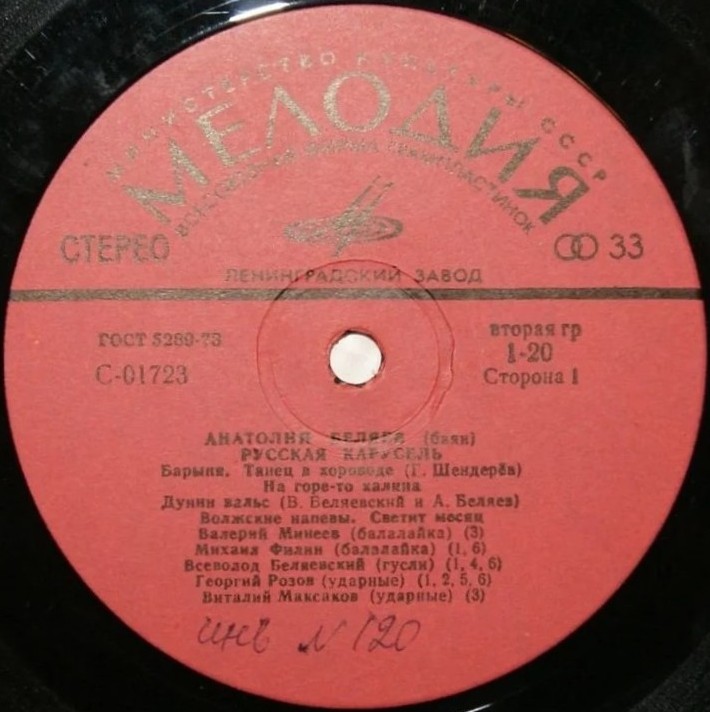 МИНИСТЕРСТВО КУЛЬТУРЫ СССР
МЕЛОДИЯ
ВСЕСОЮЗНАЯ ФИРМА ГРАМПЛАСТИНОК
СТЕРЕО
33
ЛЕНИНГРАДСКИЙ ЗАВОД
ГОСТ 5289-73
С-01723
вторая гр
1-20
Сторона 1
АНАТОЛИЙ БЕЛЯЕВ (баян)
РУССКАЯ КАРУСЕЛЬ
Барыня. Танец в хороводе (Г. Шендерёв)
На горе-то калина
Дунин вальс (В. Беляевский и А. Беляев)
Волжские напевы. Светит месяц
Валерий Минеев (балалайка) (3)
Михаил Филин (балалайка) (1, 6)
Всеволод Беляевский (гусли) (1, 4, 6)
Георгий Розов (ударные) (1, 2, 5, 6)
Виталий Максаков (ударные) (3)
инв № 120